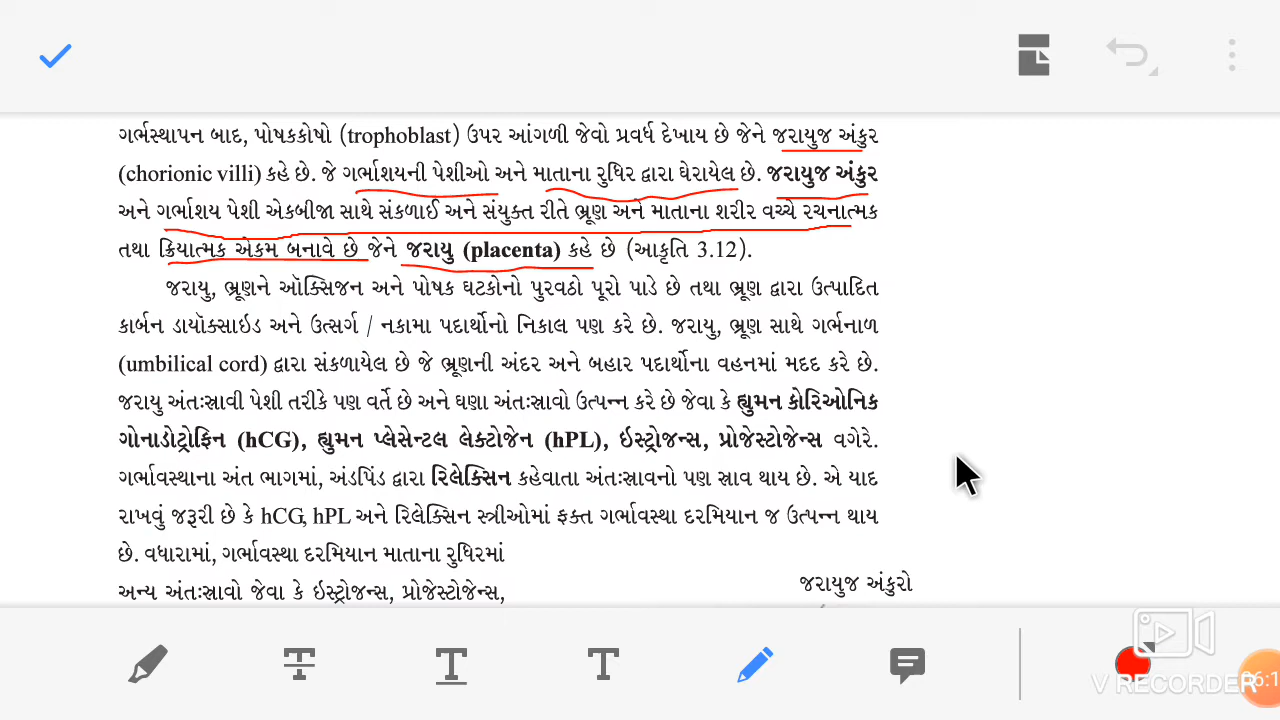 ગર્ભસ્થાપન બાદ, પોષકકોષો (trophoblast) ઉપર આંગળી જેવો પ્રવર્ધ દેખાય છે જેને જરાયુજ અંકુર
(chorionic villi) કહે છે. જે ગર્ભાશયની પેશીઓ અને માતાના રુધિર દ્વારા ઘેરાયેલ છે. જરાયુજ અંકુર
અને ગર્ભાશય પેશી એકબીજા સાથે સંકળાઈ અને સંયુક્ત રીતે ભ્રૂણ અને માતાના શરીર વચ્ચે રચનાત્મક
તથા ક્રિયાત્મક એકમ બનાવે છે જેને જરાયુ (placenta) કહે છે (આકૃતિ 3.12).
જરાયુ, ભ્રૂણને ઑક્સિજન અને પોષક ઘટકોનો પુરવઠો પૂરો પાડે છે તથા ભ્રૂણ દ્વારા ઉત્પાદિત
કાર્બન ડાયૉક્સાઇડ અને ઉત્સર્ગ / નકામા પદાર્થોનો નિકાલ પણ કરે છે. જરાયુ, ભ્રૂણ સાથે ગર્ભનાળ
(umbilical cord) દ્વારા સંકળાયેલ છે જે ભ્રૂણની અંદર અને બહાર પદાર્થોના વહનમાં મદદ કરે છે.
જરાયુ અંતઃસ્ત્રાવી પેશી તરીકે પણ વર્તે છે અને ઘણા અંતઃસ્ત્રાવો ઉત્પન્ન કરે છે જેવા કે હ્યુમન કોરિઓનિક
ગોનાડોટ્રોફિન (hCG), હ્યુમન પ્લેસેન્ટલ લેક્ટોજેન (hPL), ઇસ્ટ્રોજન્સ, પ્રોજેસ્ટોજેન્સ વગેરે.
ગર્ભાવસ્થાના અંત ભાગમાં, અંડપિંડ દ્વારા રિલેક્સિન કહેવાતા અંતઃસ્ત્રાવનો પણ સ્ત્રાવ થાય છે. એ યાદ
રાખવું જરૂરી છે કે hCG, hPL અને રિલેક્સિન સ્ત્રીઓમાં ફક્ત ગર્ભાવસ્થા દરમિયાન જ ઉત્પન્ન થાય
છે. વધારામાં, ગર્ભાવસ્થા દરમિયાન માતાના રુધિરમાં
અન્ય અંતઃસ્ત્રાવો જેવા કે ઇસ્ટ્રોજન્સ, પ્રોજેસ્ટોજેન્સ,
જરાયુજ અંકુરો
V RECORDER